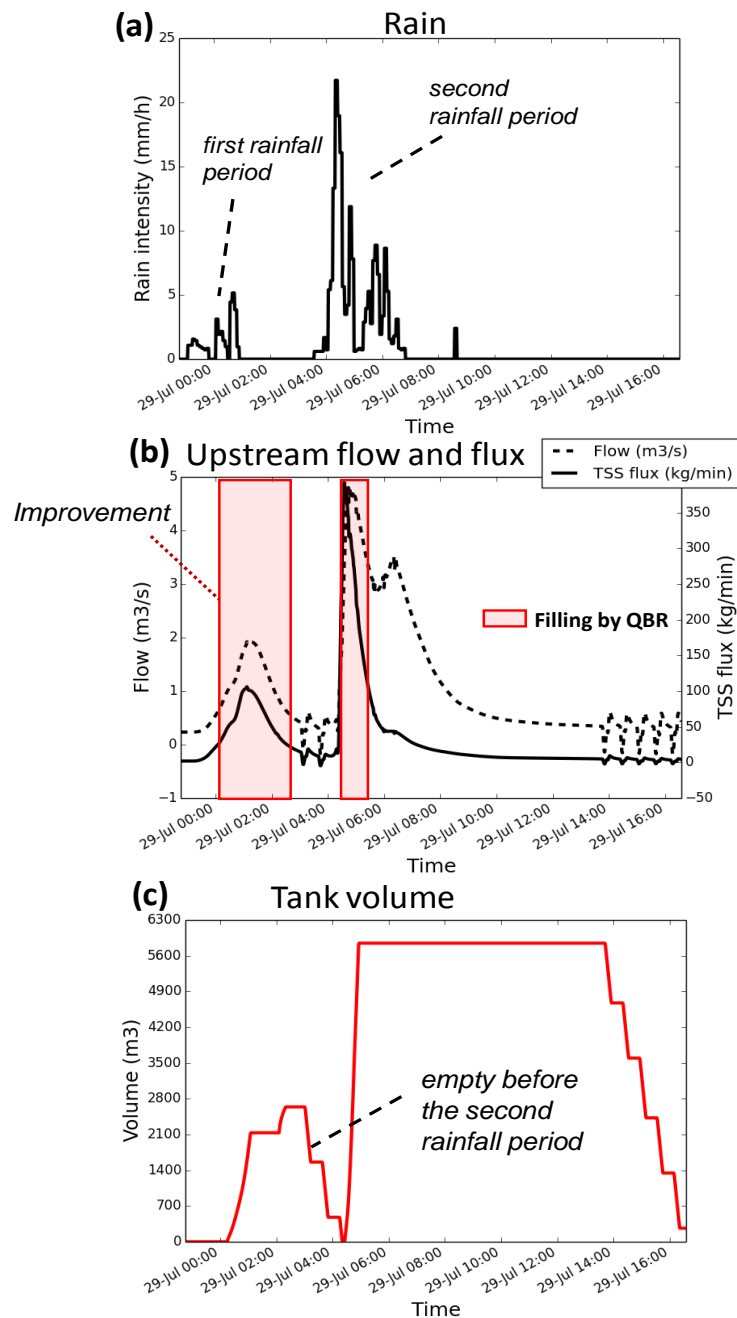 (a) Rain
second
rainfall period
first rainfall
period
Rain intensity (mm/h)
25
20
15
10
5
0
29-Jul 00:00
29-Jul 02:00
29-Jul 04:00
29-Jul 06:00
29-Jul 08:00
29-Jul 10:00
29-Jul 12:00
29-Jul 14:00
29-Jul 16:00
Time
(b) Upstream flow and flux
Flow (m3/s)
TSS flux (kg/min)
Improvement
Filling by QBR
Flow (m3/s)
5
4
3
2
1
0
−1
TSS flux (kg/min)
350
300
250
200
150
100
50
0
−50
29-Jul 00:00
29-Jul 02:00
29-Jul 04:00
29-Jul 06:00
29-Jul 08:00
29-Jul 10:00
29-Jul 12:00
29-Jul 14:00
29-Jul 16:00
Time
(c) Tank volume
Volume (m3)
6300
5600
4900
4200
3500
2800
2100
1400
700
0
empty before
the second
rainfall period
29-Jul 00:00
29-Jul 02:00
29-Jul 04:00
29-Jul 06:00
29-Jul 08:00
29-Jul 10:00
29-Jul 12:00
29-Jul 14:00
29-Jul 16:00
Time